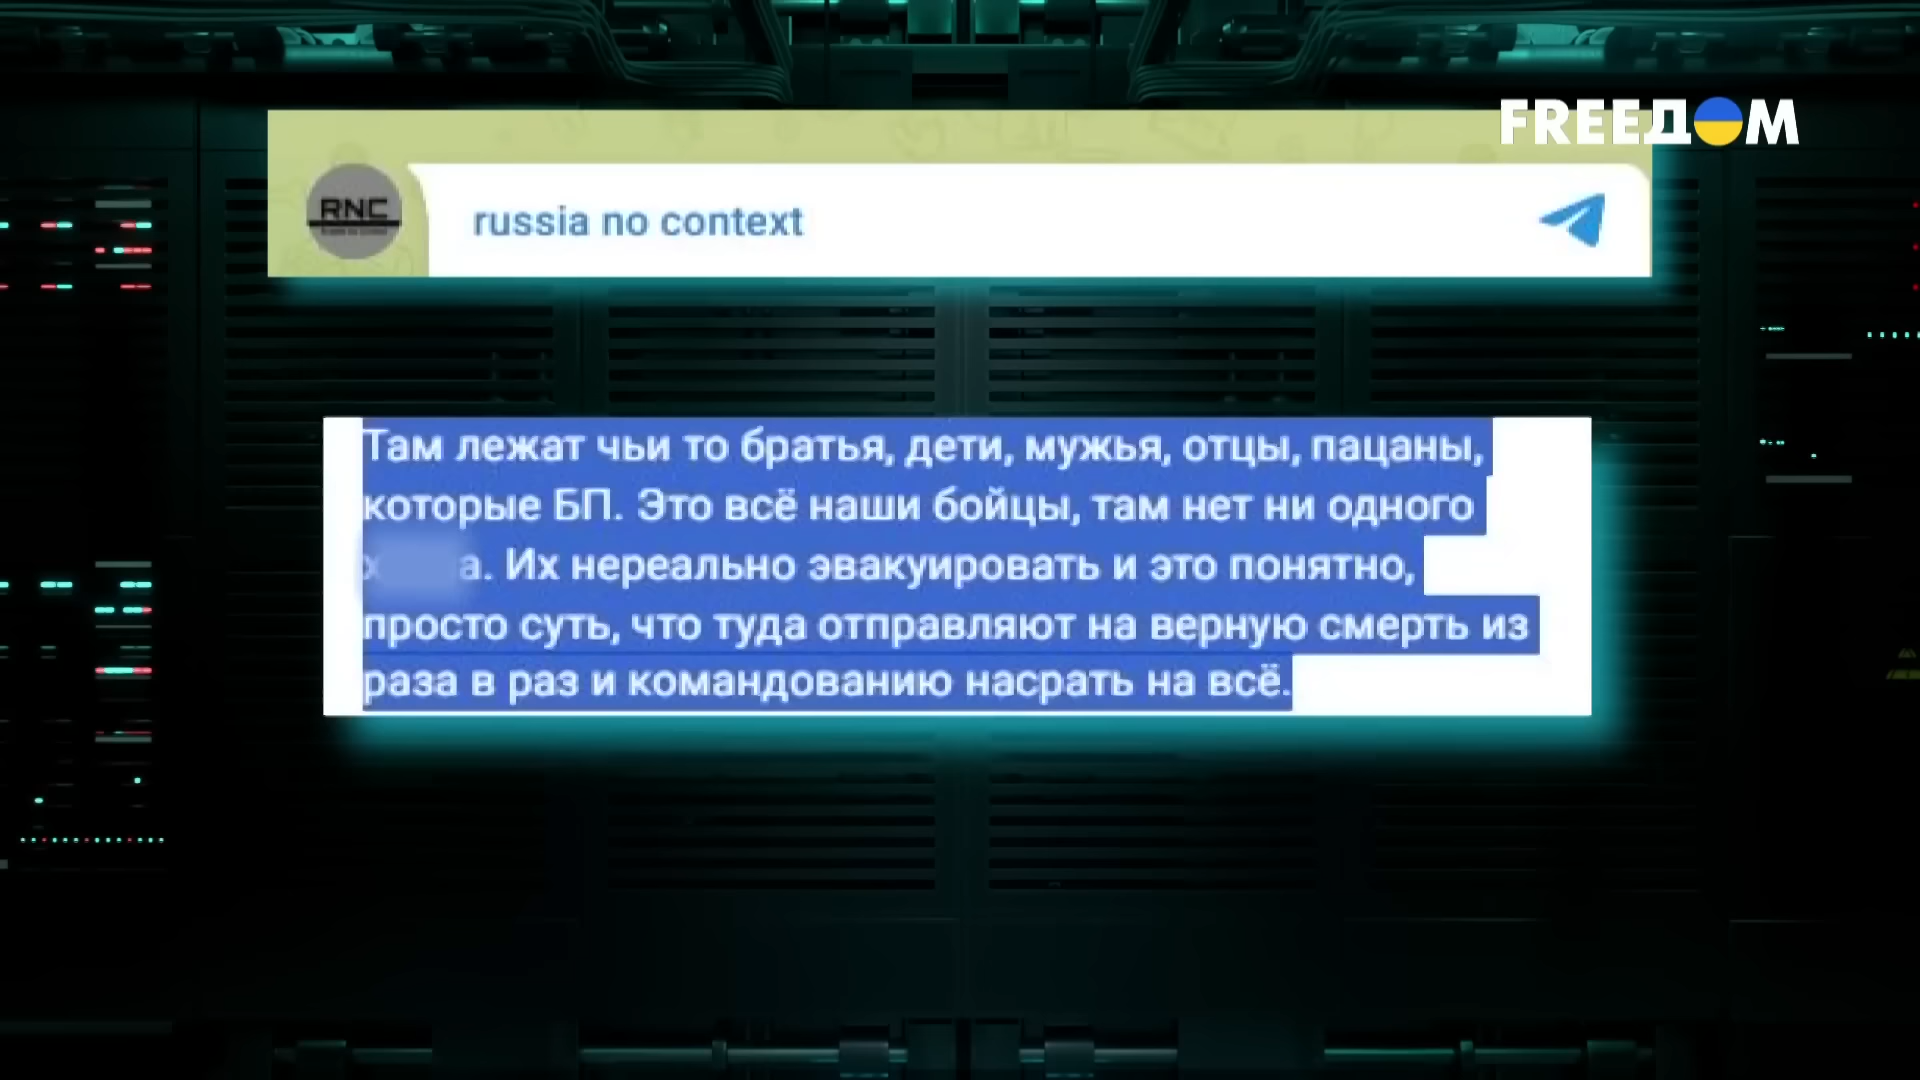 FREEДОМ
RNC
russia no context
Там лежат чьи то братья, дети, мужья, отцы, пацаны,
которые БП. Это всё наши бойцы, там нет ни одного
х а. Их нереально эвакуировать и это понятно,
просто суть, что туда отправляют на верную смерть из
раза в раз и командованию насрать на всё.